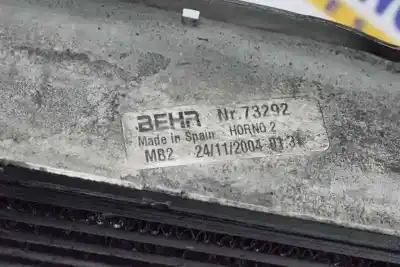 BEHR Nr.73292
Made in Spain HORNO 2
MB2 24/11/2004 01:31